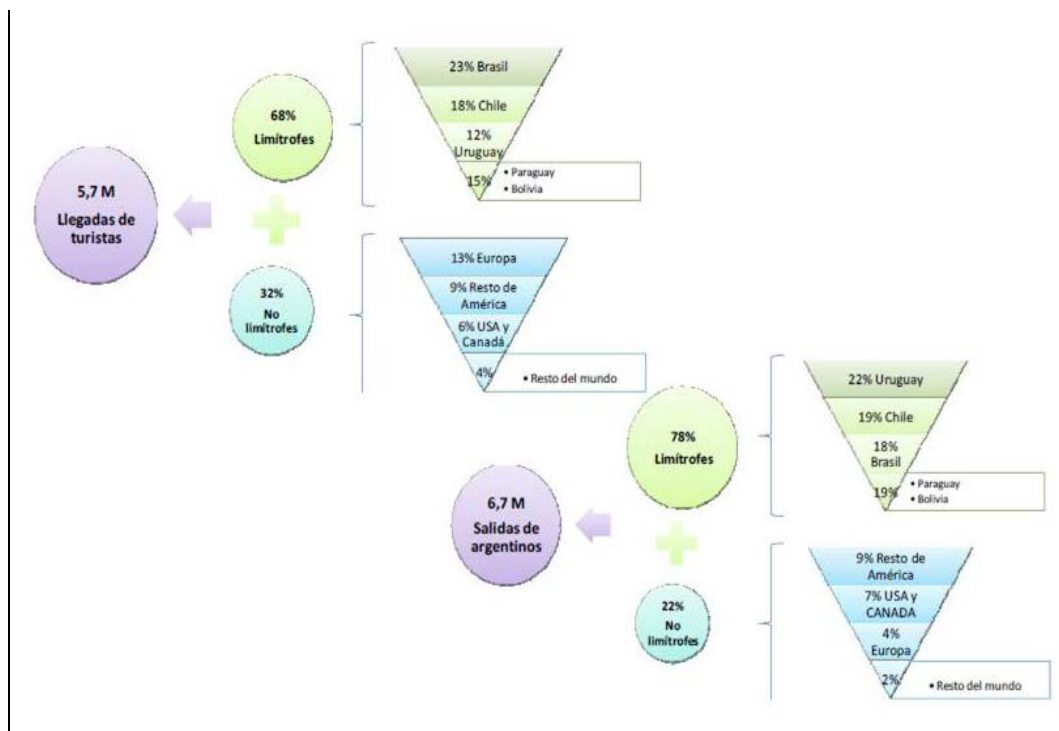 5,7 M
Llegadas de
turistas
68%
Limítrofes
23% Brasil
18% Chile
12%
Uruguay
15%
• Paraguay
• Bolivia
32%
No
limítrofes
13% Europa
9% Resto de
América
6% USA y
Canadá
4%
• Resto del mundo
6,7 M
Salidas de
argentinos
78%
Limítrofes
22% Uruguay
19% Chile
18%
Brasil
19%
• Paraguay
• Bolivia
22%
No
limítrofes
9% Resto de
América
7% USA y
CANADA
4%
Europa
2%
• Resto del mundo